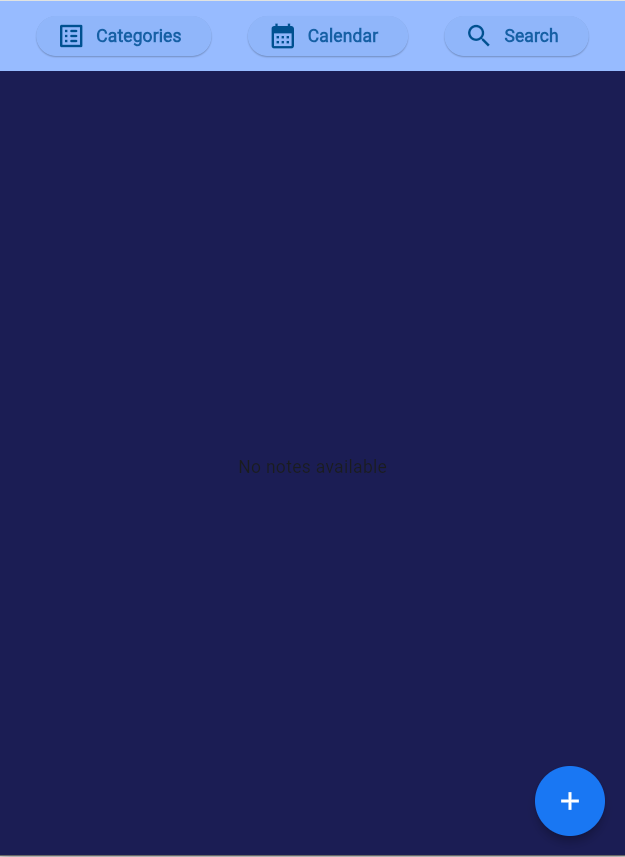 Categories
Calendar
Search
No notes available